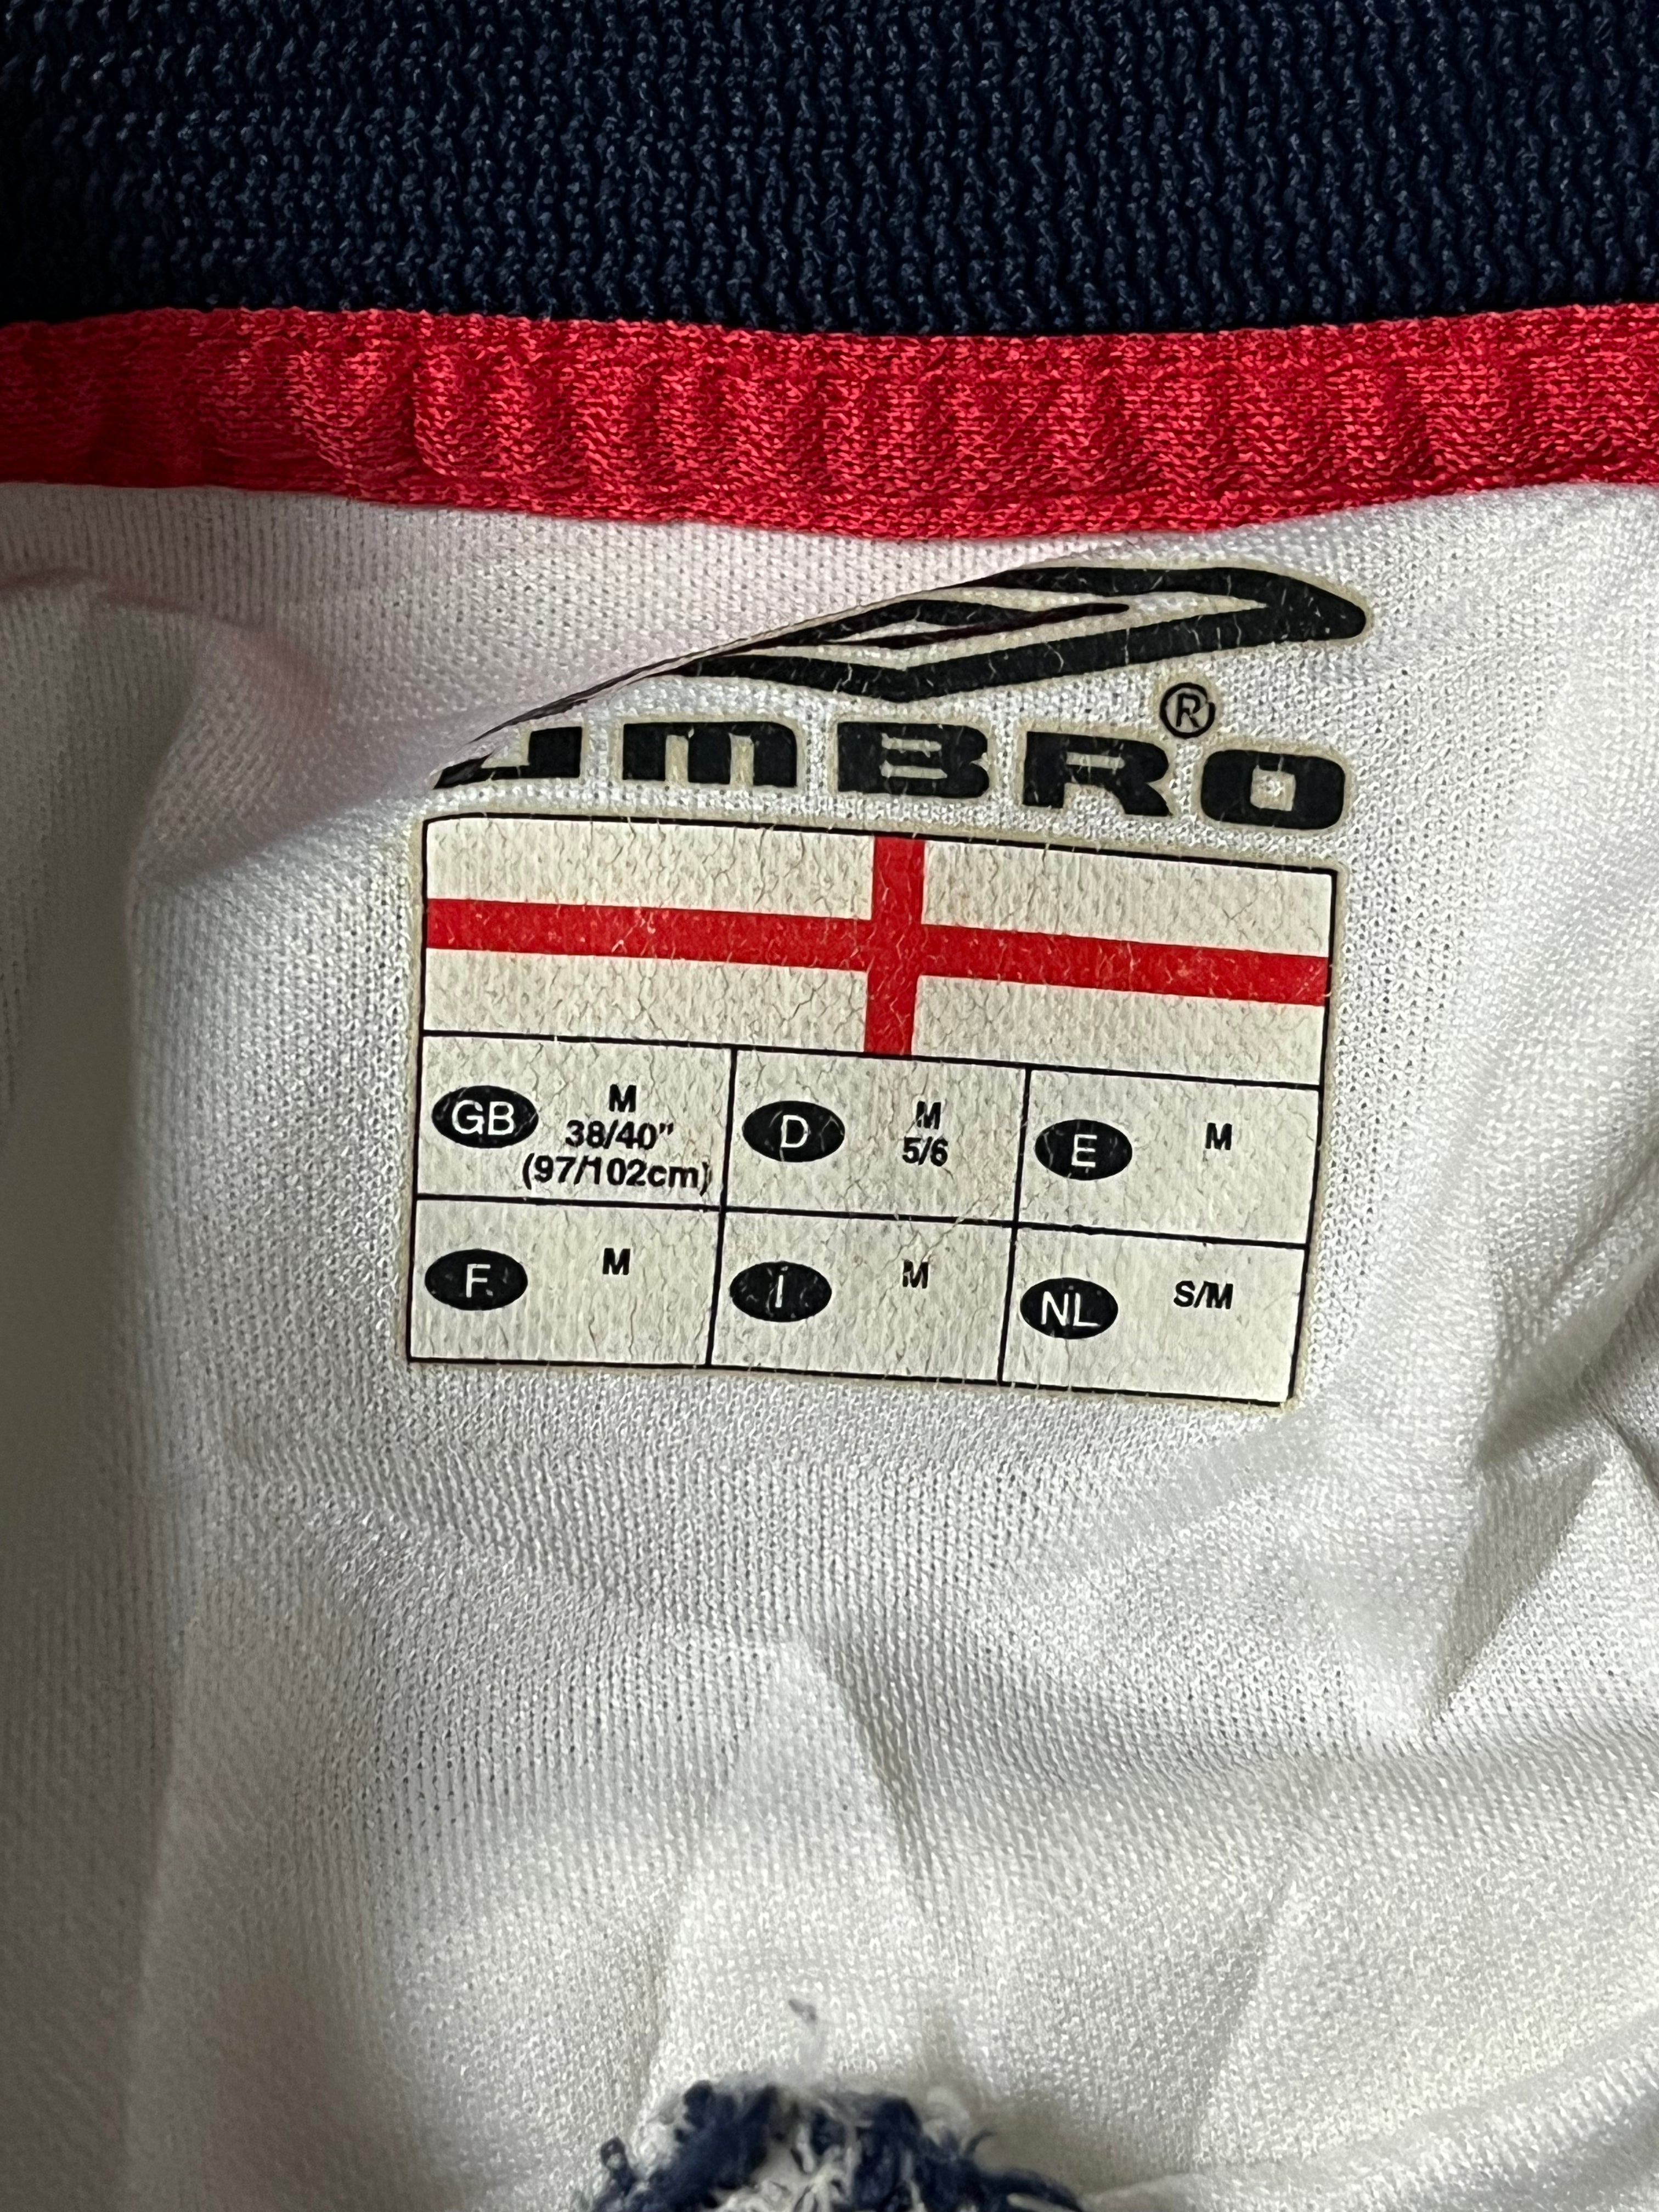 UMBRO®
GB M
38/40"
(97/102cm)
D M
5/6
E M
F M
I M
NL S/M